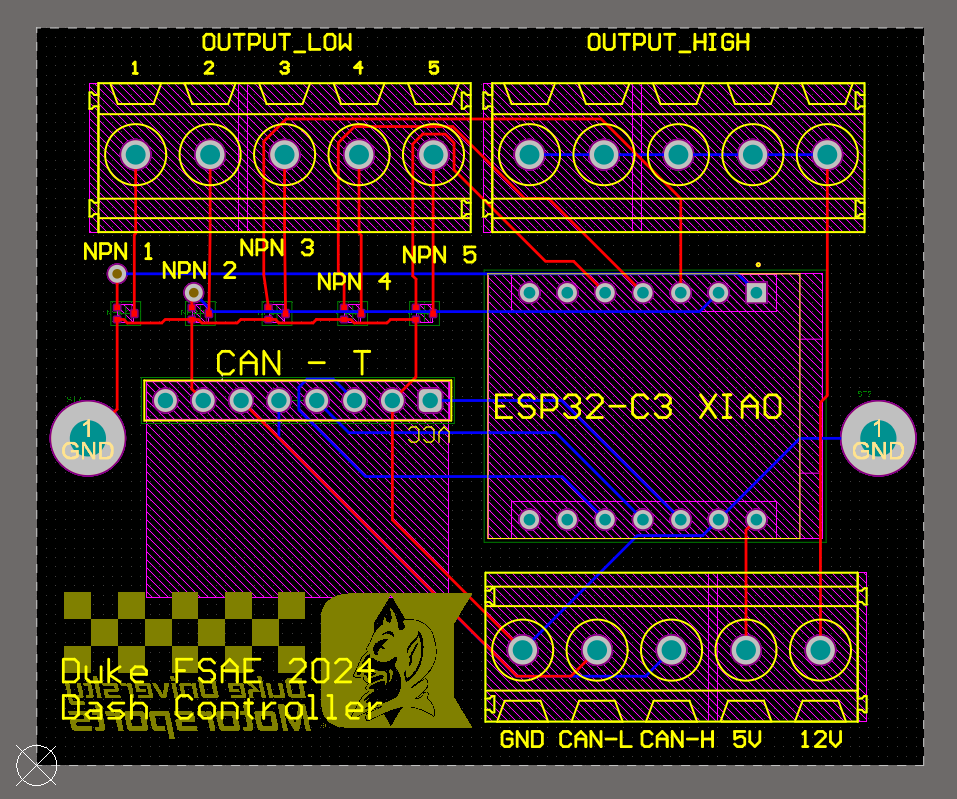 OUTPUT_LOW OUTPUT_HIGH
1 2 3 4 5
NPN 1
NPN 2
NPN 3
NPN 4
NPN 5
CAN - T
VCC
ESP32-C3 XIAO
1
GND
1
GND
Duke FSAE 2024
Duke University
Dash Controller
Motorsports
GND CAN-L CAN-H 5V 12V